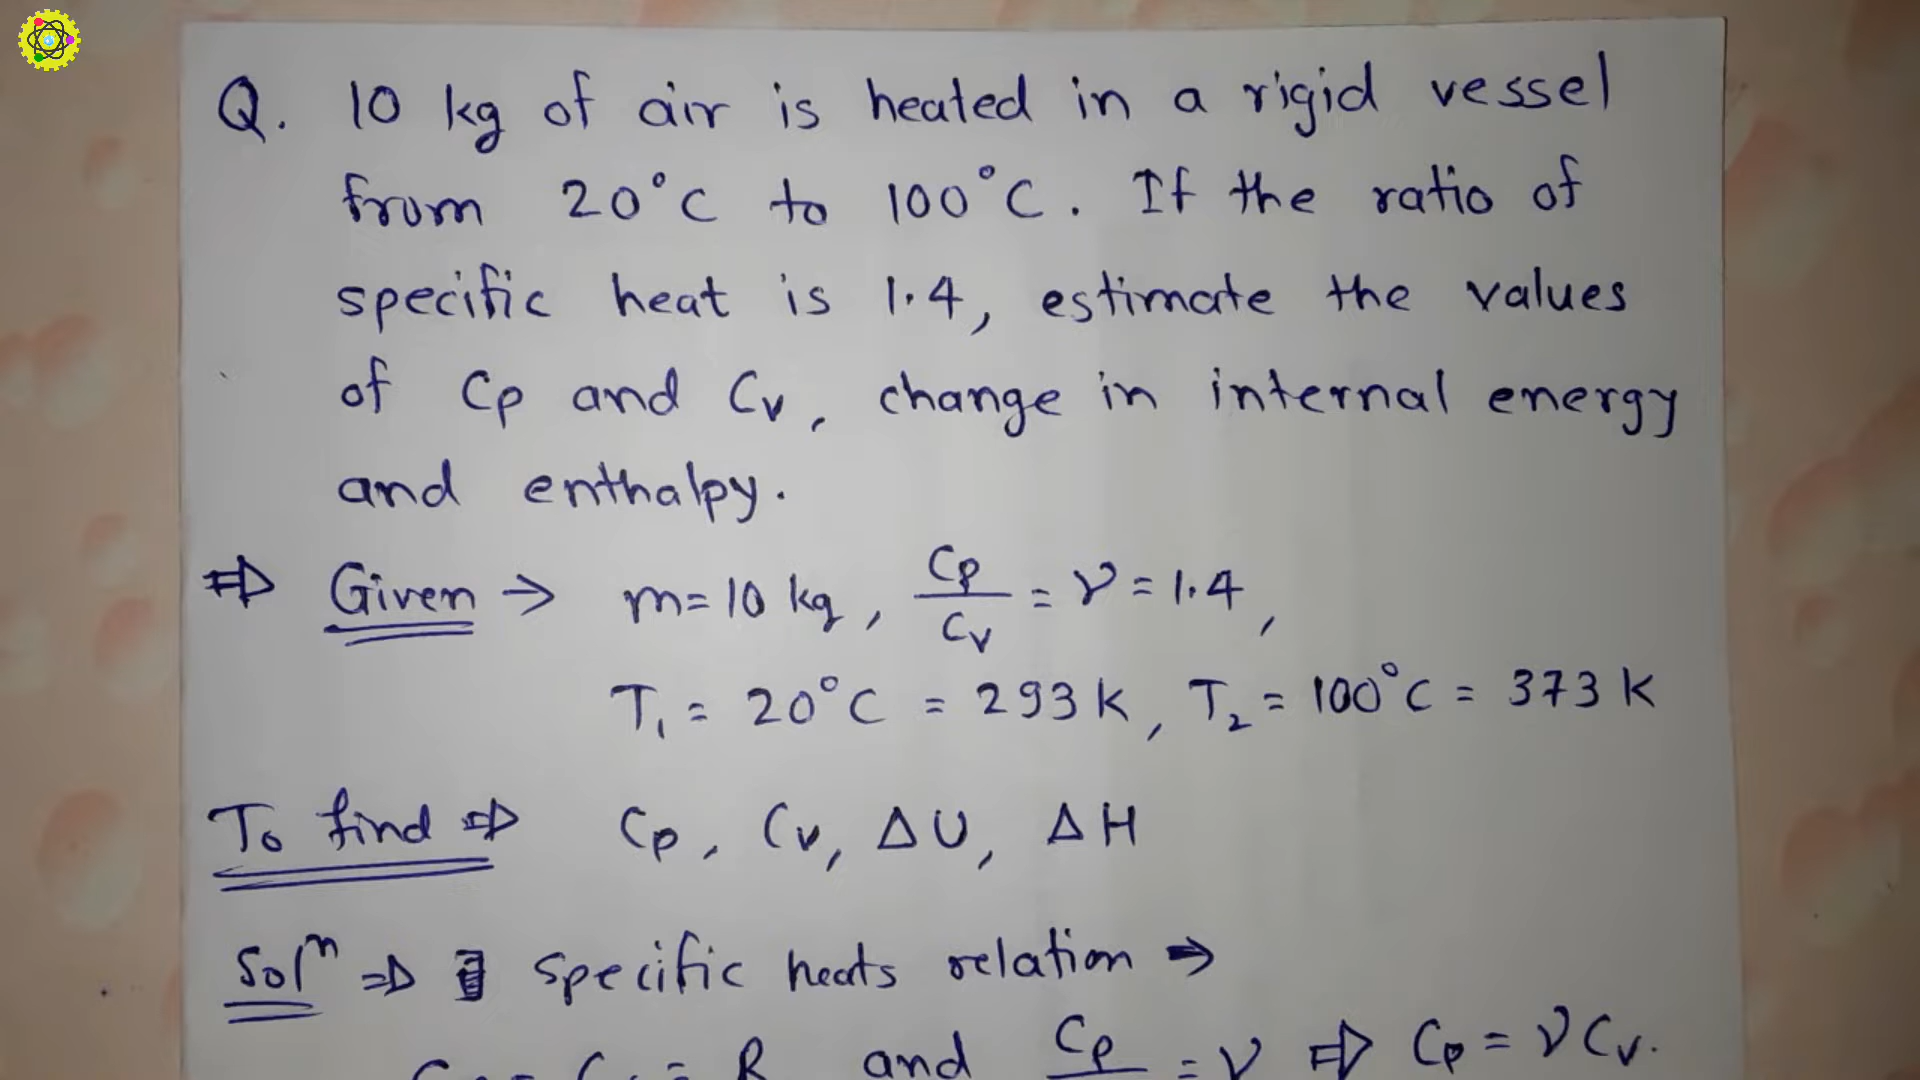 Q. 10 kg of air is heated in a rigid vessel
from 20°C to 100°C. If the ratio of
specific heat is 1.4, estimate the values
of Cp and Cv, change in internal energy
and enthalpy.
⇒ Given → m = 10 kg, Cp/Cv = γ = 1.4,
T₁ = 20°C = 293 K, T₂ = 100°C = 373 K
To find ⇒ Cp, Cv, ΔU, ΔH
Solⁿ ⇒ specific heats relation →
Cp - Cv = R and Cp = γ ⇒ Cp = γ Cv.